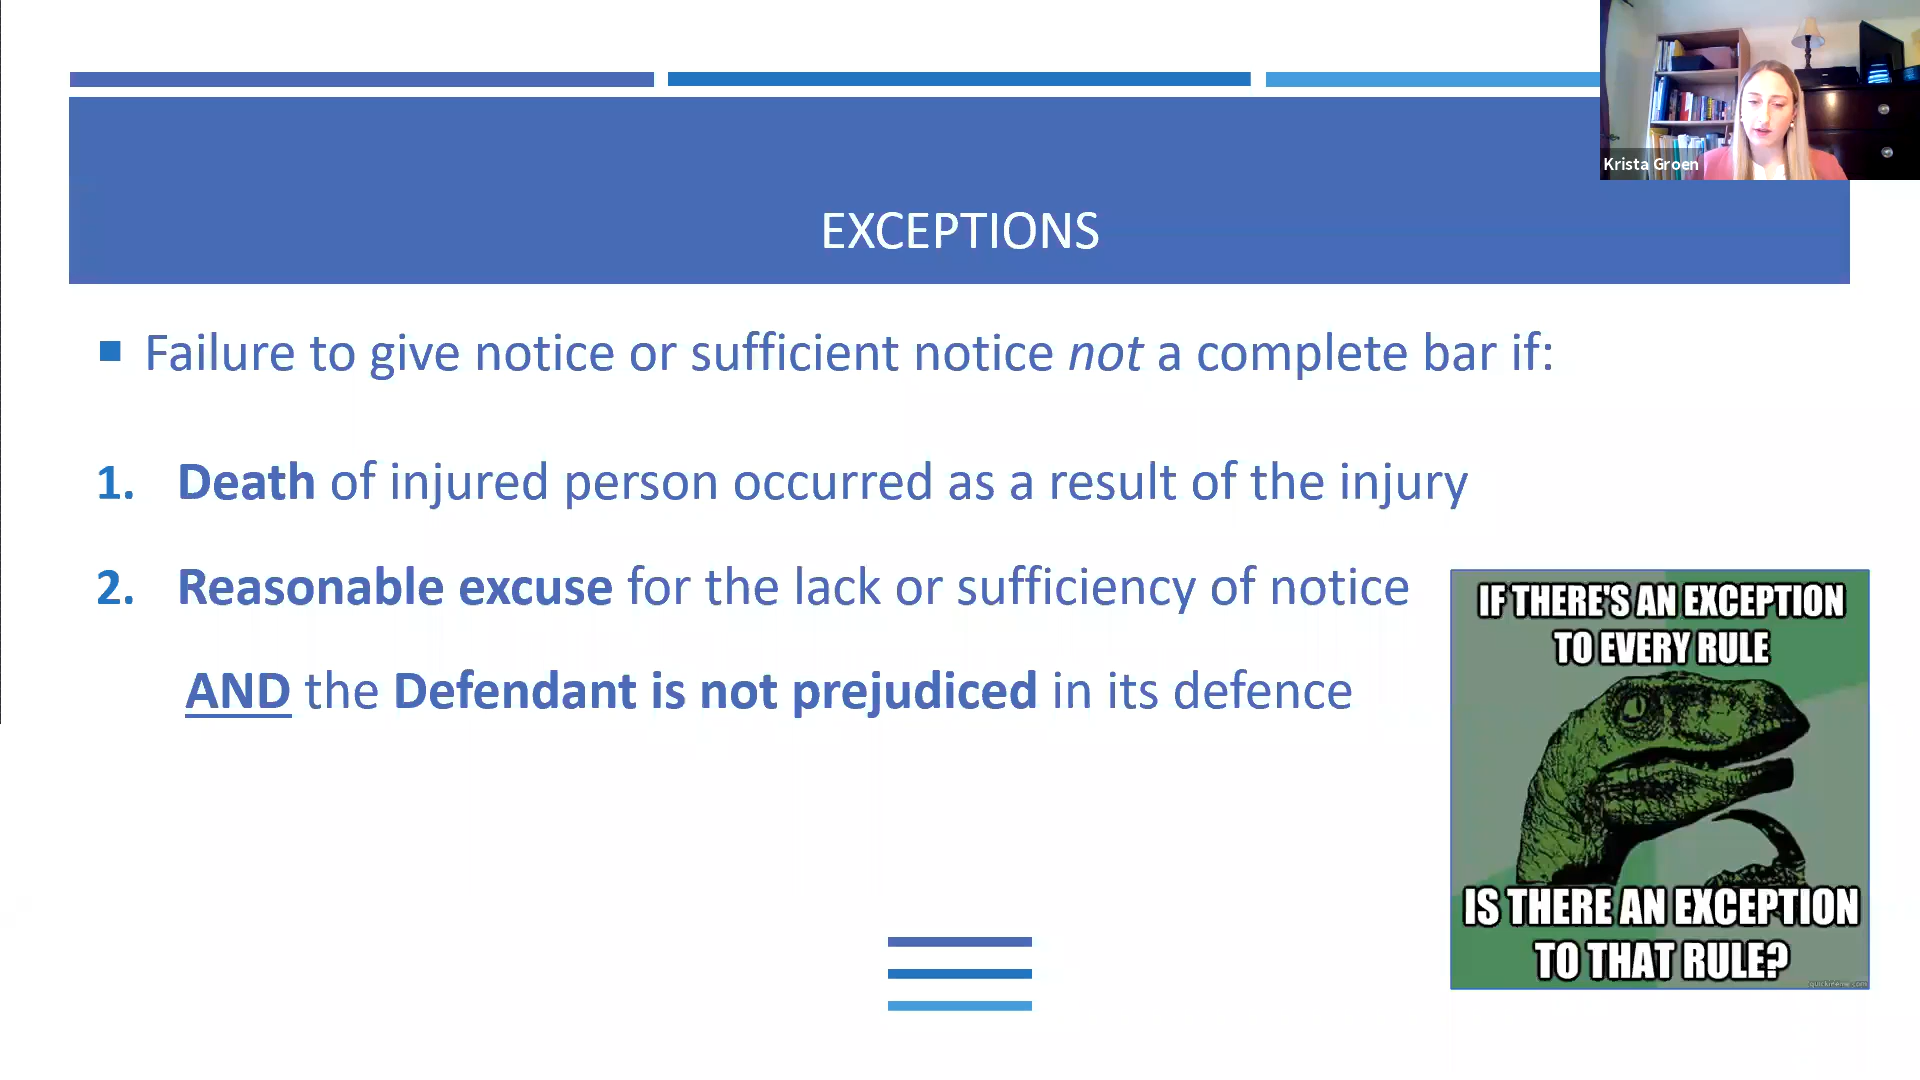 Krista Groen
EXCEPTIONS
Failure to give notice or sufficient notice not a complete bar if:
1. Death of injured person occurred as a result of the injury
2. Reasonable excuse for the lack or sufficiency of notice
AND the Defendant is not prejudiced in its defence
IF THERE'S AN EXCEPTION
TO EVERY RULE
IS THERE AN EXCEPTION
TO THAT RULE?
quickmeme.com